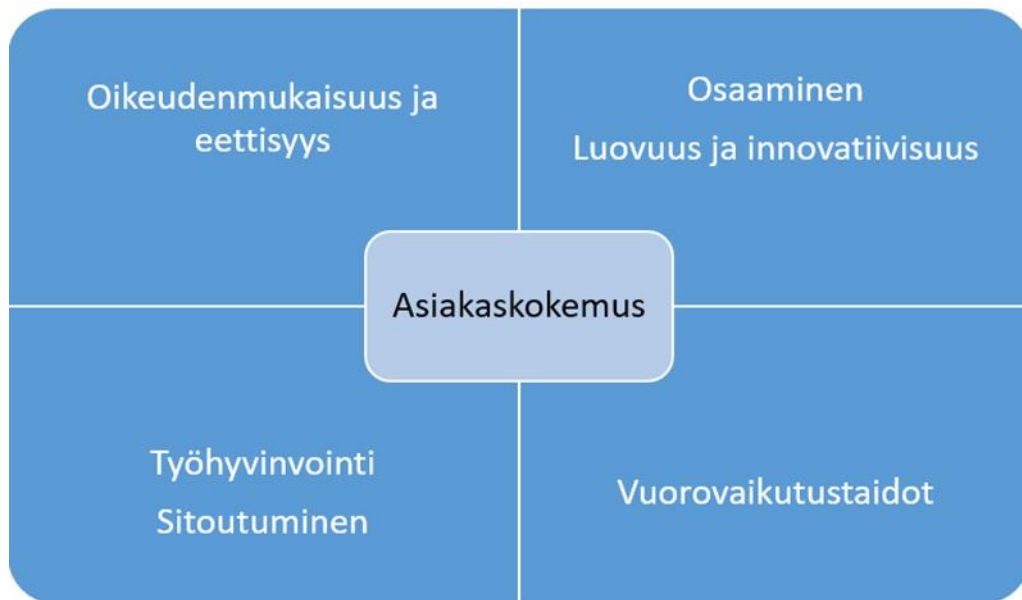 Oikeudenmukaisuus ja
eettisyys
Osaaminen
Luovuus ja innovatiivisuus
Asiakaskokemus
Työhyvinvointi
Sitoutuminen
Vuorovaikutustaidot